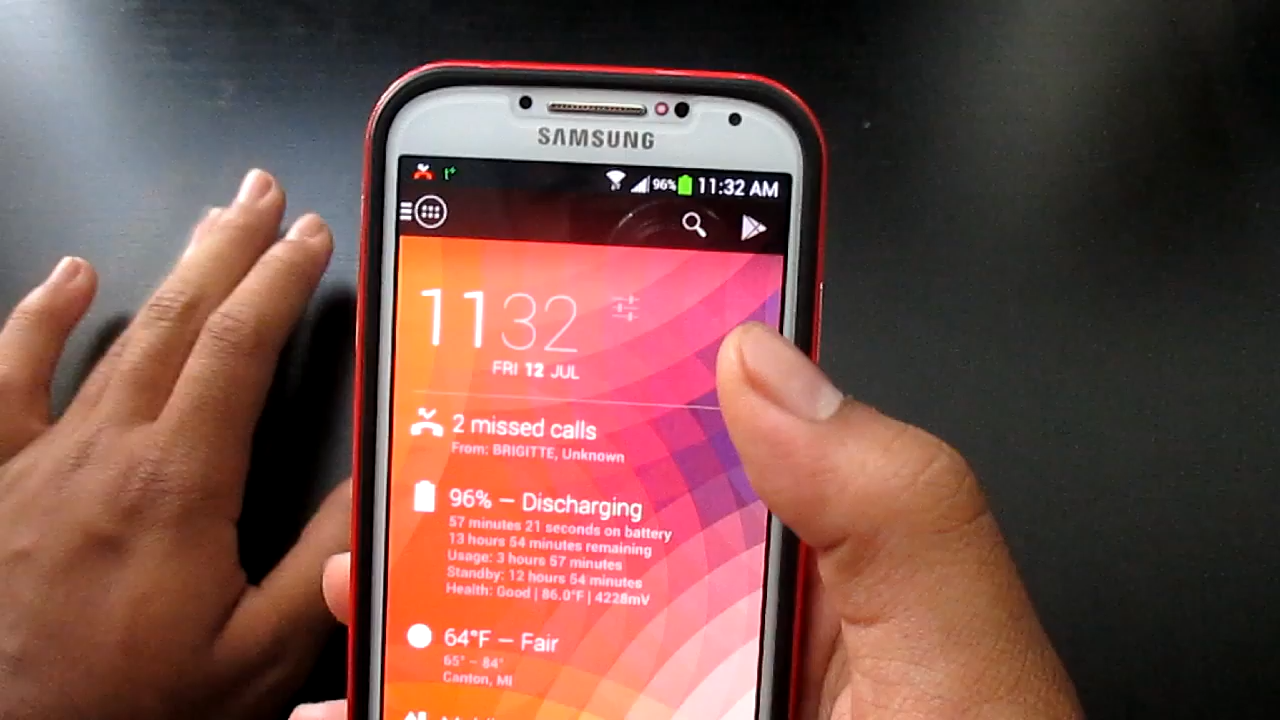 SAMSUNG
96% 11:32 AM
1132
FRI 12 JUL
2 missed calls
From: BRIGITTE, Unknown
96% – Discharging
57 minutes 21 seconds on battery
13 hours 54 minutes remaining
Usage: 3 hours 57 minutes
Standby: 12 hours 54 minutes
Health: Good | 86.0°F | 4228mV
64°F – Fair
65° – 84°
Canton, MI